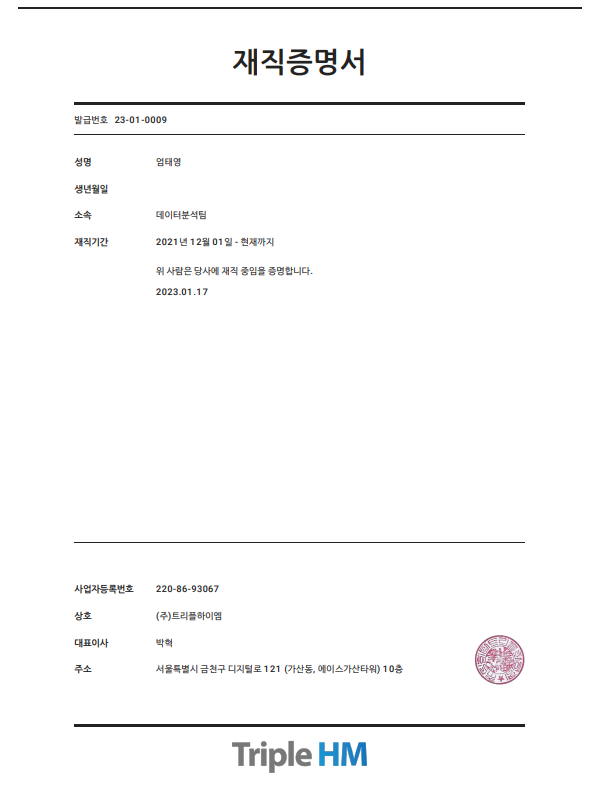 재직증명서
발급번호 23-01-0009
성명 엄태영
생년월일
소속 데이터분석팀
재직기간 2021년 12월 01일 - 현재까지
위 사람은 당사에 재직 중임을 증명합니다.
2023.01.17
사업자등록번호 220-86-93067
상호 (주)트리플하이엠
대표이사 박혁
주소 서울특별시 금천구 디지털로 121 (가산동, 에이스가산타워) 10층
Triple HM